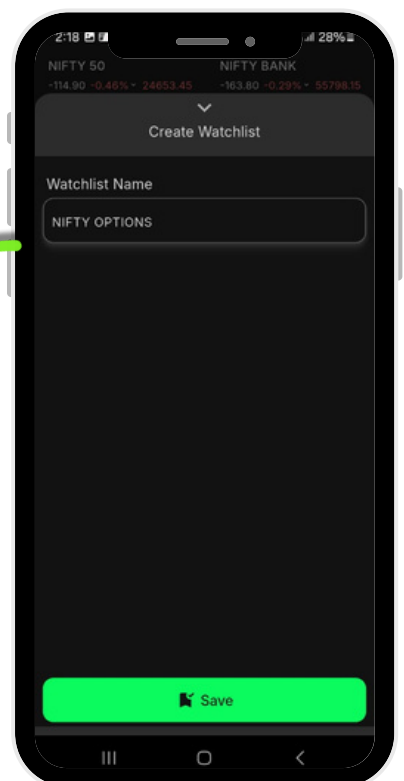 2:18 28%
NIFTY 50 NIFTY BANK
-114.90 -0.46% 24653.45 -163.80 -0.29% 55798.15
Create Watchlist
Watchlist Name
NIFTY OPTIONS
Save